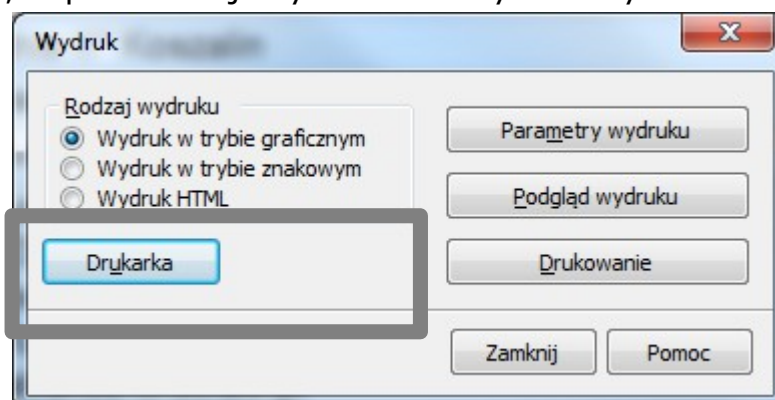 Wydruk
Rodzaj wydruku
Wydruk w trybie graficznym
Wydruk w trybie znakowym
Wydruk HTML
Drukarka
Parametry wydruku
Podgląd wydruku
Drukowanie
Zamknij
Pomoc